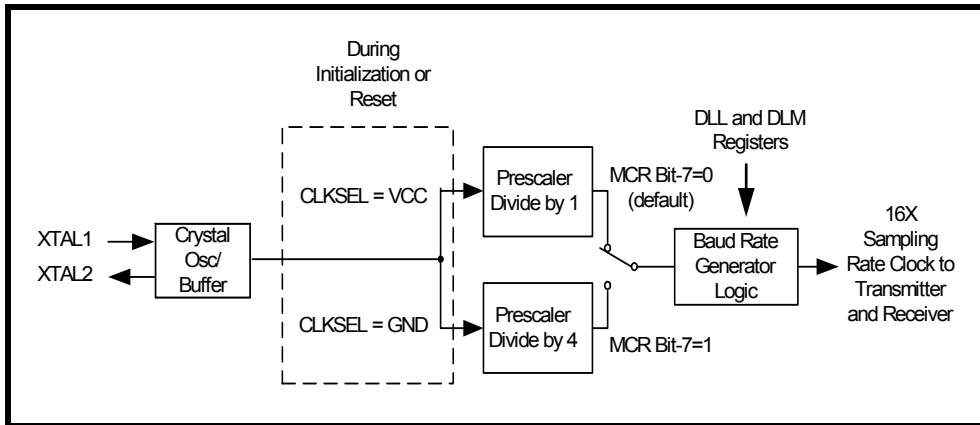 During
Initialization or
Reset
DLL and DLM
Registers
CLKSEL = VCC
Prescaler
Divide by 1
MCR Bit-7=0
(default)
XTAL1
XTAL2
Crystal
Osc/
Buffer
Baud Rate
Generator
Logic
16X
Sampling
Rate Clock to
Transmitter
and Receiver
CLKSEL = GND
Prescaler
Divide by 4
MCR Bit-7=1